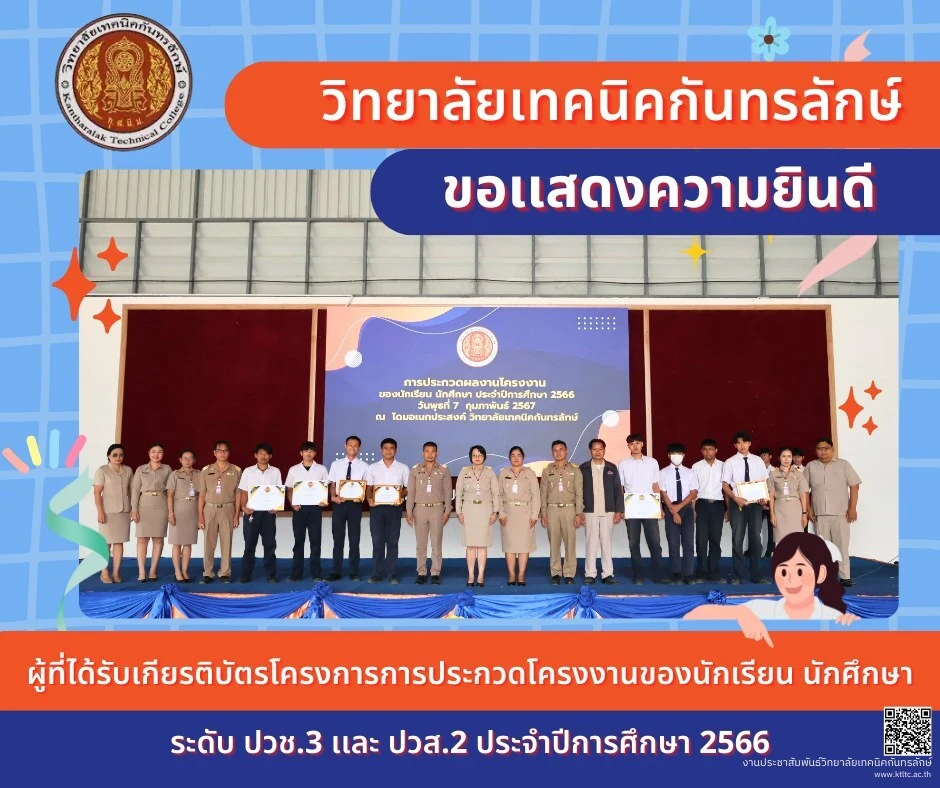 วิทยาลัยเทคนิคกันทรลักษ์
Kantharalak Technical College
วิทยาลัยเทคนิคกันทรลักษ์
ขอแสดงความยินดี
การประกวดผลงานโครงงาน
ของนักเรียน นักศึกษา ประจำปีการศึกษา 2566
วันพุธที่ 7 กุมภาพันธ์ 2567
ณ โดมอเนกประสงค์ วิทยาลัยเทคนิคกันทรลักษ์
ผู้ที่ได้รับเกียรติบัตรโครงการการประกวดโครงงานของนักเรียน นักศึกษา
ระดับ ปวช.3 และ ปวส.2 ประจำปีการศึกษา 2566
งานประชาสัมพันธ์วิทยาลัยเทคนิคกันทรลักษ์
www.ktltc.ac.th